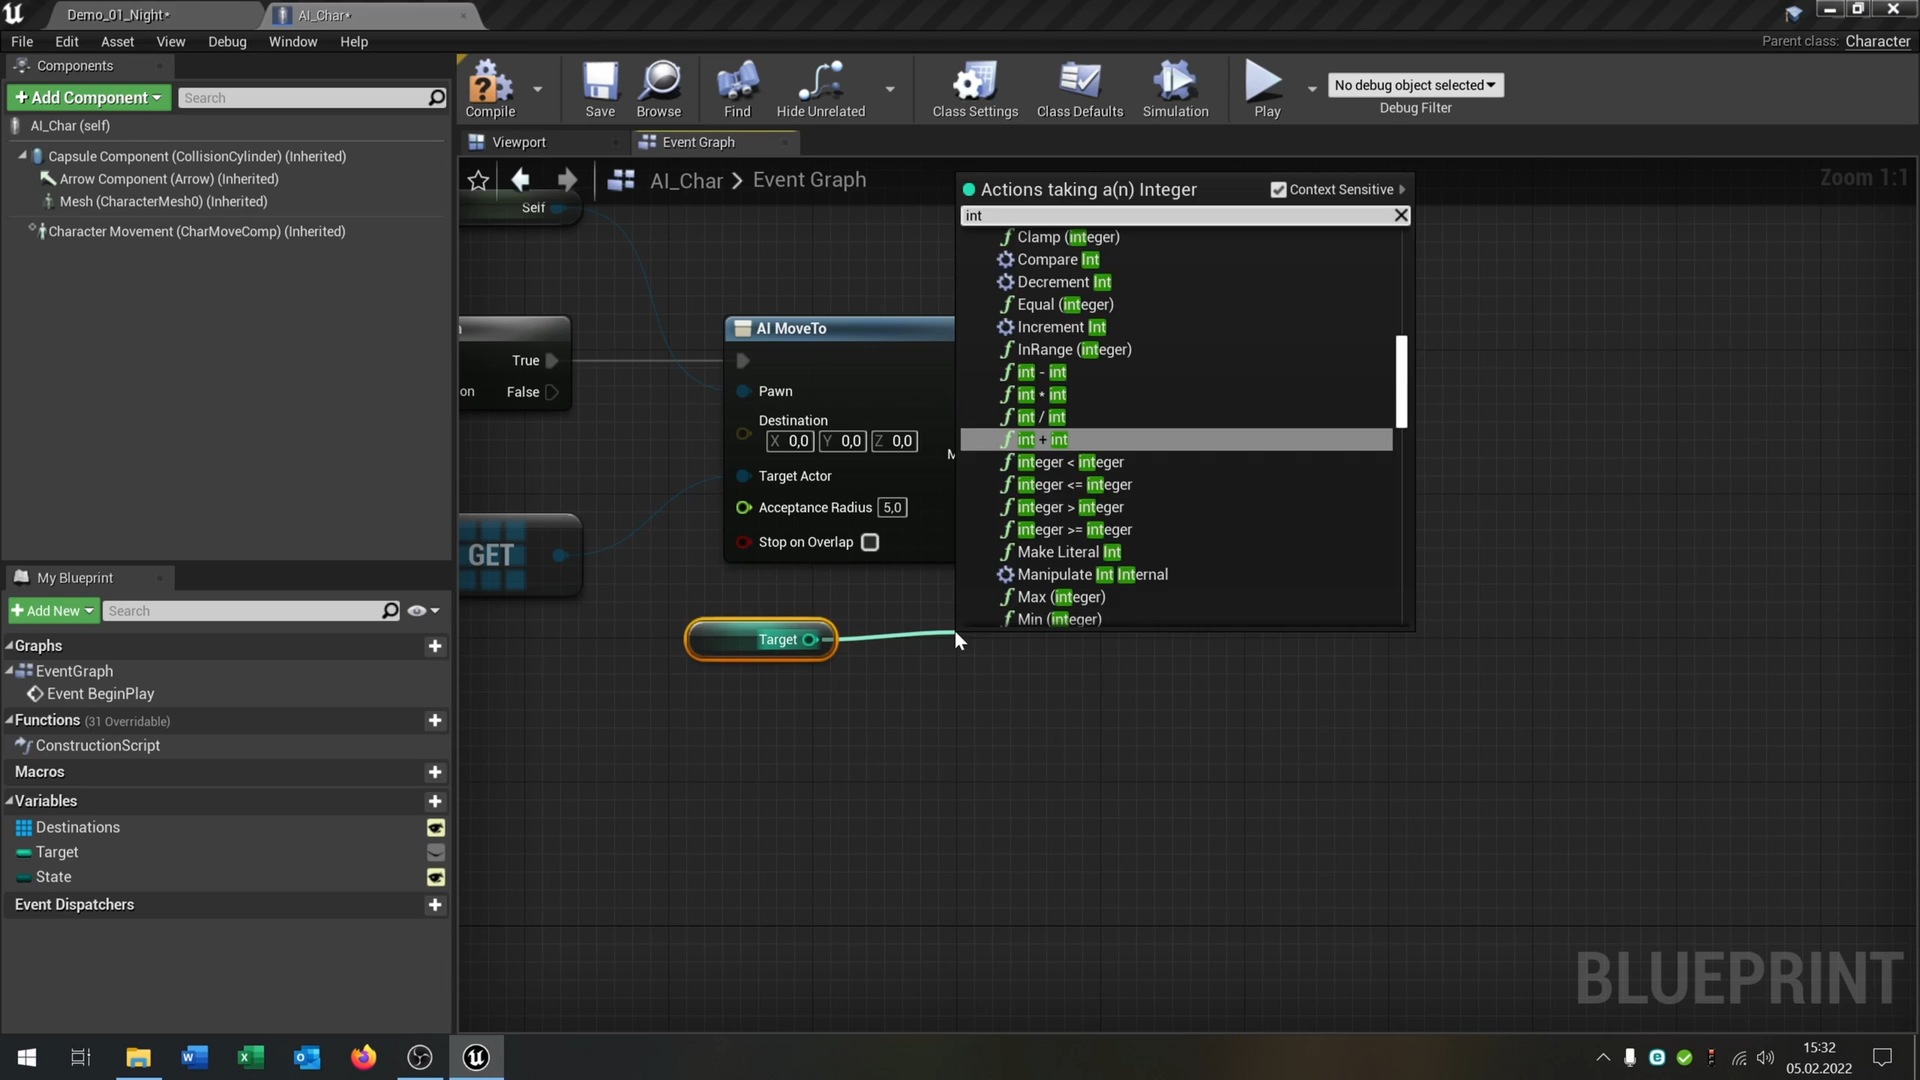 Demo_01_Night*
AI_Char*
File Edit Asset View Debug Window Help
Parent class: Character
Components
+Add Component
Search
AI_Char (self)
Capsule Component (CollisionCylinder) (Inherited)
Arrow Component (Arrow) (Inherited)
Mesh (CharacterMesh0) (Inherited)
Character Movement (CharMoveComp) (Inherited)
Compile
Save
Browse
Find
Hide Unrelated
Class Settings
Class Defaults
Simulation
Play
No debug object selected
Debug Filter
Viewport
Event Graph
AI_Char > Event Graph
Zoom 1:1
Self
True
on False
AI MoveTo
Pawn
Destination
X 0,0 Y 0,0 Z 0,0
Target Actor
Acceptance Radius 5,0
Stop on Overlap
GET
Target
Actions taking a(n) Integer
Context Sensitive
int
Clamp (integer)
Compare Int
Decrement Int
Equal (integer)
Increment Int
InRange (integer)
int - int
int * int
int / int
int + int
integer < integer
integer <= integer
integer > integer
integer >= integer
Make Literal Int
Manipulate Int Internal
Max (integer)
Min (integer)
My Blueprint
+Add New
Search
Graphs
EventGraph
Event BeginPlay
Functions (31 Overridable)
ConstructionScript
Macros
Variables
Destinations
Target
State
Event Dispatchers
BLUEPRINT
15:32
05.02.2022